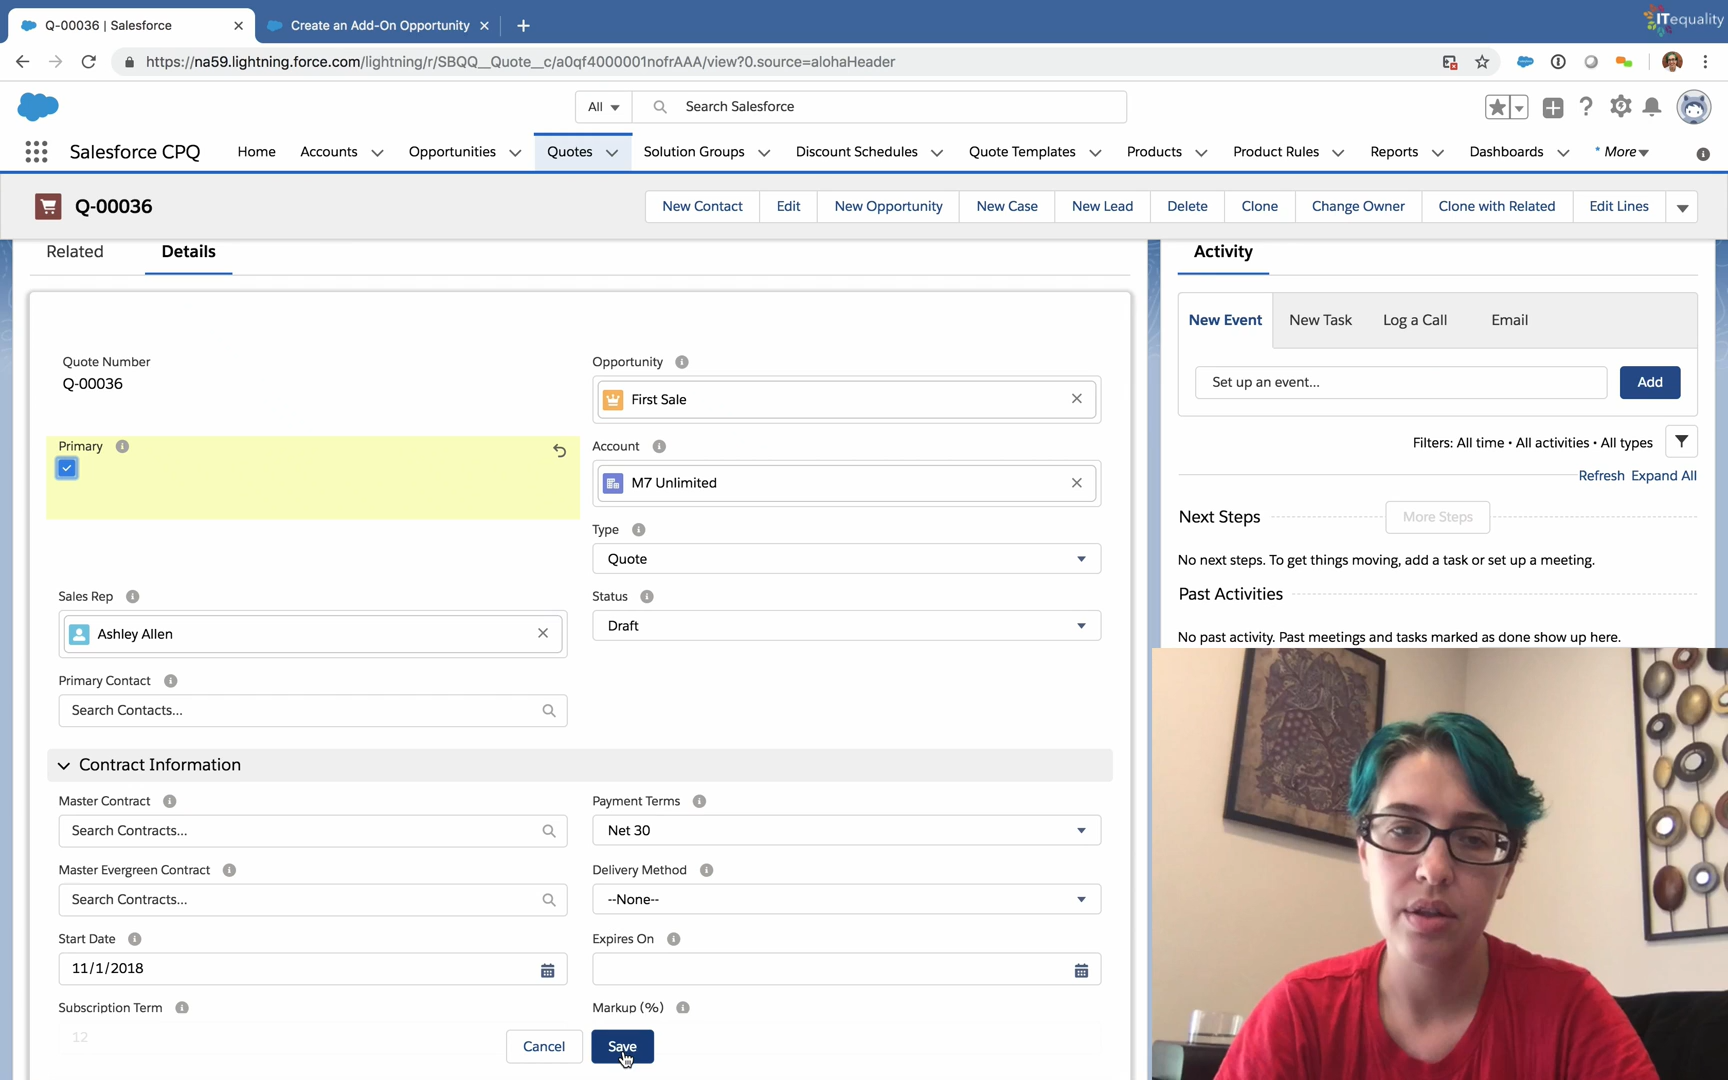 Q-00036 | Salesforce
Create an Add-On Opportunity
ITequality
https://na59.lightning.force.com/lightning/r/SBQQ__Quote__c/a0qf4000001nofrAAA/view?0.source=alohaHeader
All
Search Salesforce
Salesforce CPQ
Home
Accounts
Opportunities
Quotes
Solution Groups
Discount Schedules
Quote Templates
Products
Product Rules
Reports
Dashboards
* More
Q-00036
New Contact
Edit
New Opportunity
New Case
New Lead
Delete
Clone
Change Owner
Clone with Related
Edit Lines
Related
Details
Quote Number
Q-00036
Opportunity
First Sale
Primary
Account
M7 Unlimited
Type
Quote
Sales Rep
Ashley Allen
Status
Draft
Primary Contact
Search Contacts...
Contract Information
Master Contract
Search Contracts...
Payment Terms
Net 30
Master Evergreen Contract
Search Contracts...
Delivery Method
--None--
Start Date
11/1/2018
Expires On
Subscription Term
12
Markup (%)
Cancel
Save
Activity
New Event
New Task
Log a Call
Email
Set up an event...
Add
Filters: All time • All activities • All types
Refresh
Expand All
Next Steps
More Steps
No next steps. To get things moving, add a task or set up a meeting.
Past Activities
No past activity. Past meetings and tasks marked as done show up here.